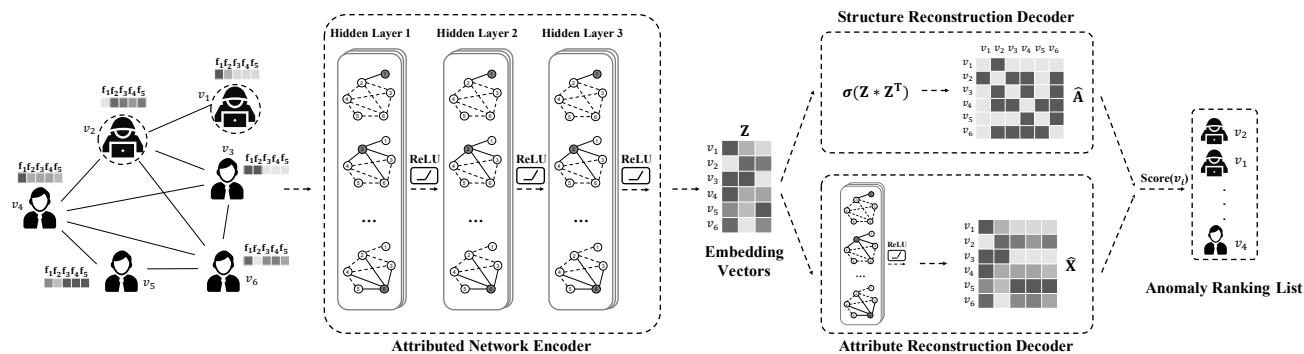 Structure Reconstruction Decoder
Hidden Layer 1 Hidden Layer 2 Hidden Layer 3
f1f2f3f4f5
v1
f1f2f3f4f5
v2
v3
f1f2f3f4f5
f1f2f3f4f5
v4
f1f2f3f4f5
v5
v6
f1f2f3f4f5
ReLU
ReLU
ReLU
...
...
...
Z
v1
v2
v3
v4
v5
v6
Embedding
Vectors
σ(Z * Z^T)
v1 v2 v3 v4 v5 v6
v1
v2
v3
v4
v5
v6
Â
ReLU
...
v1
v2
v3
v4
v5
v6
X̂
Score(vi)
v2
v1
v4
Anomaly Ranking List
Attributed Network Encoder
Attribute Reconstruction Decoder